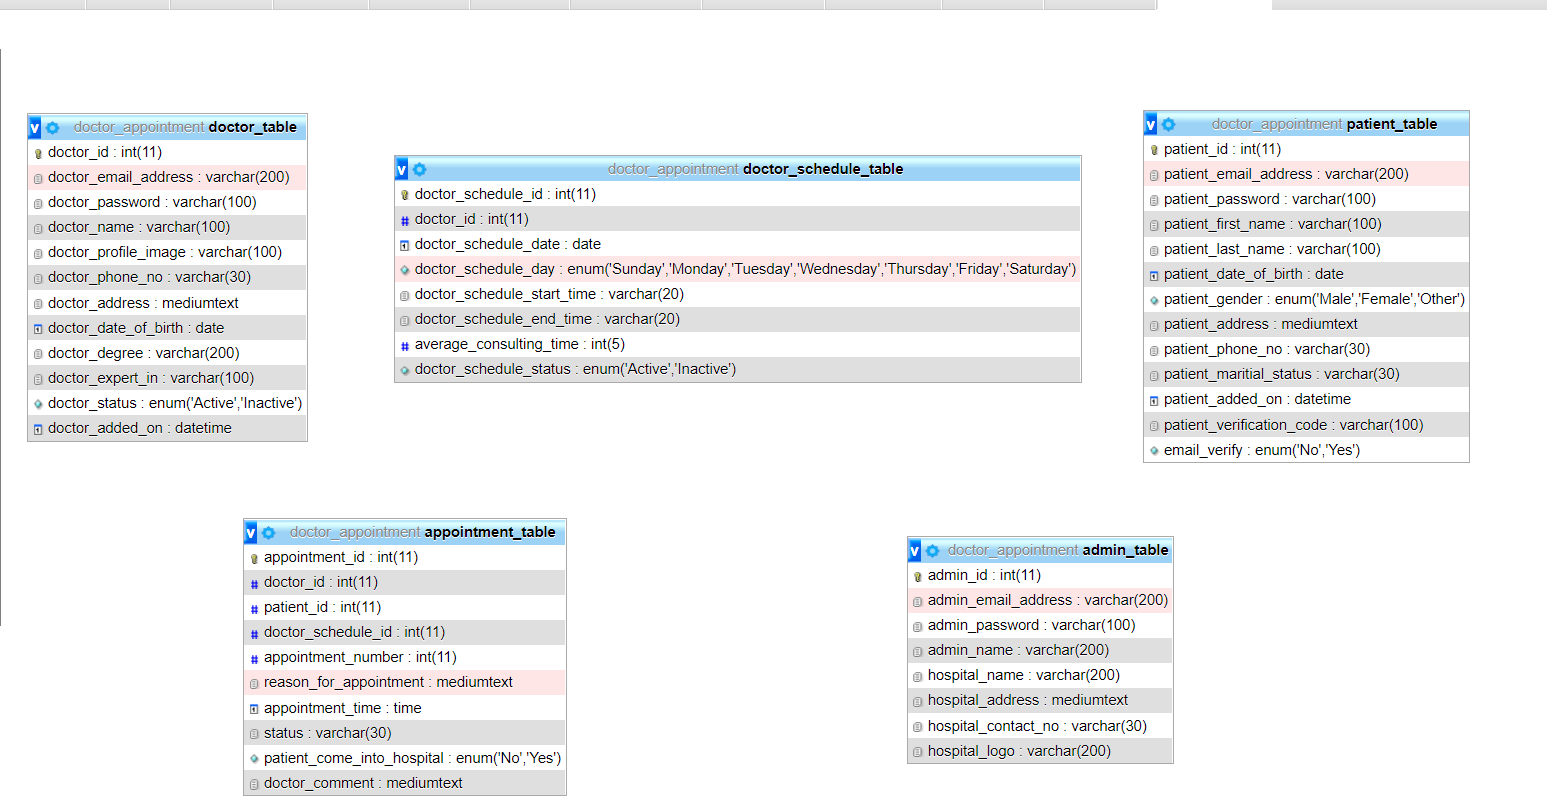 v doctor_appointment doctor_table
doctor_id : int(11)
doctor_email_address : varchar(200)
doctor_password : varchar(100)
doctor_name : varchar(100)
doctor_profile_image : varchar(100)
doctor_phone_no : varchar(30)
doctor_address : mediumtext
doctor_date_of_birth : date
doctor_degree : varchar(200)
doctor_expert_in : varchar(100)
doctor_status : enum('Active','Inactive')
doctor_added_on : datetime
v doctor_appointment doctor_schedule_table
doctor_schedule_id : int(11)
# doctor_id : int(11)
doctor_schedule_date : date
doctor_schedule_day : enum('Sunday','Monday','Tuesday','Wednesday','Thursday','Friday','Saturday')
doctor_schedule_start_time : varchar(20)
doctor_schedule_end_time : varchar(20)
# average_consulting_time : int(5)
doctor_schedule_status : enum('Active','Inactive')
v doctor_appointment patient_table
patient_id : int(11)
patient_email_address : varchar(200)
patient_password : varchar(100)
patient_first_name : varchar(100)
patient_last_name : varchar(100)
patient_date_of_birth : date
patient_gender : enum('Male','Female','Other')
patient_address : mediumtext
patient_phone_no : varchar(30)
patient_maritial_status : varchar(30)
patient_added_on : datetime
patient_verification_code : varchar(100)
email_verify : enum('No','Yes')
v doctor_appointment appointment_table
appointment_id : int(11)
# doctor_id : int(11)
# patient_id : int(11)
# doctor_schedule_id : int(11)
# appointment_number : int(11)
reason_for_appointment : mediumtext
appointment_time : time
status : varchar(30)
patient_come_into_hospital : enum('No','Yes')
doctor_comment : mediumtext
v doctor_appointment admin_table
admin_id : int(11)
admin_email_address : varchar(200)
admin_password : varchar(100)
admin_name : varchar(200)
hospital_name : varchar(200)
hospital_address : mediumtext
hospital_contact_no : varchar(30)
hospital_logo : varchar(200)